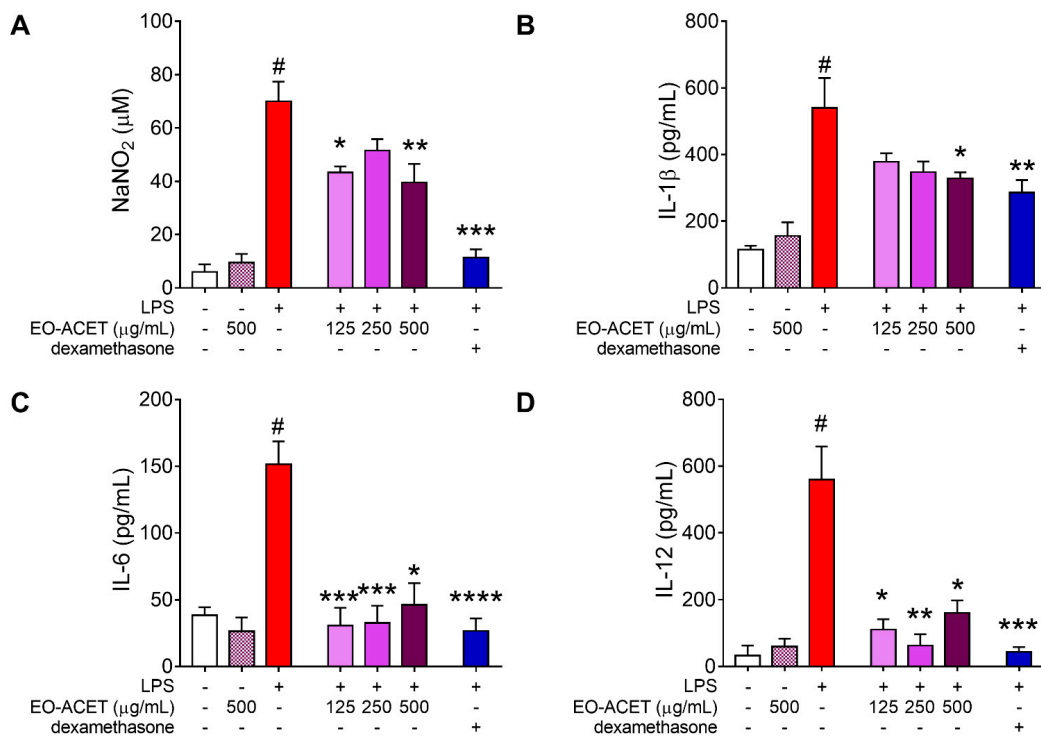 A
NaNO2 (μM)
100
80
60
40
20
0
#
*
**
***
LPS - - + + + + +
EO-ACET (μg/mL) - 500 - 125 250 500 -
dexamethasone - - - - - - +
B
IL-1β (pg/mL)
800
600
400
200
0
#
*
**
LPS - - + + + + +
EO-ACET (μg/mL) - 500 - 125 250 500 -
dexamethasone - - - - - - +
C
IL-6 (pg/mL)
200
150
100
50
0
#
***
***
*
****
LPS - - + + + + +
EO-ACET (μg/mL) - 500 - 125 250 500 -
dexamethasone - - - - - - +
D
IL-12 (pg/mL)
800
600
400
200
0
#
*
**
*
***
LPS - - + + + + +
EO-ACET (μg/mL) - 500 - 125 250 500 -
dexamethasone - - - - - - +